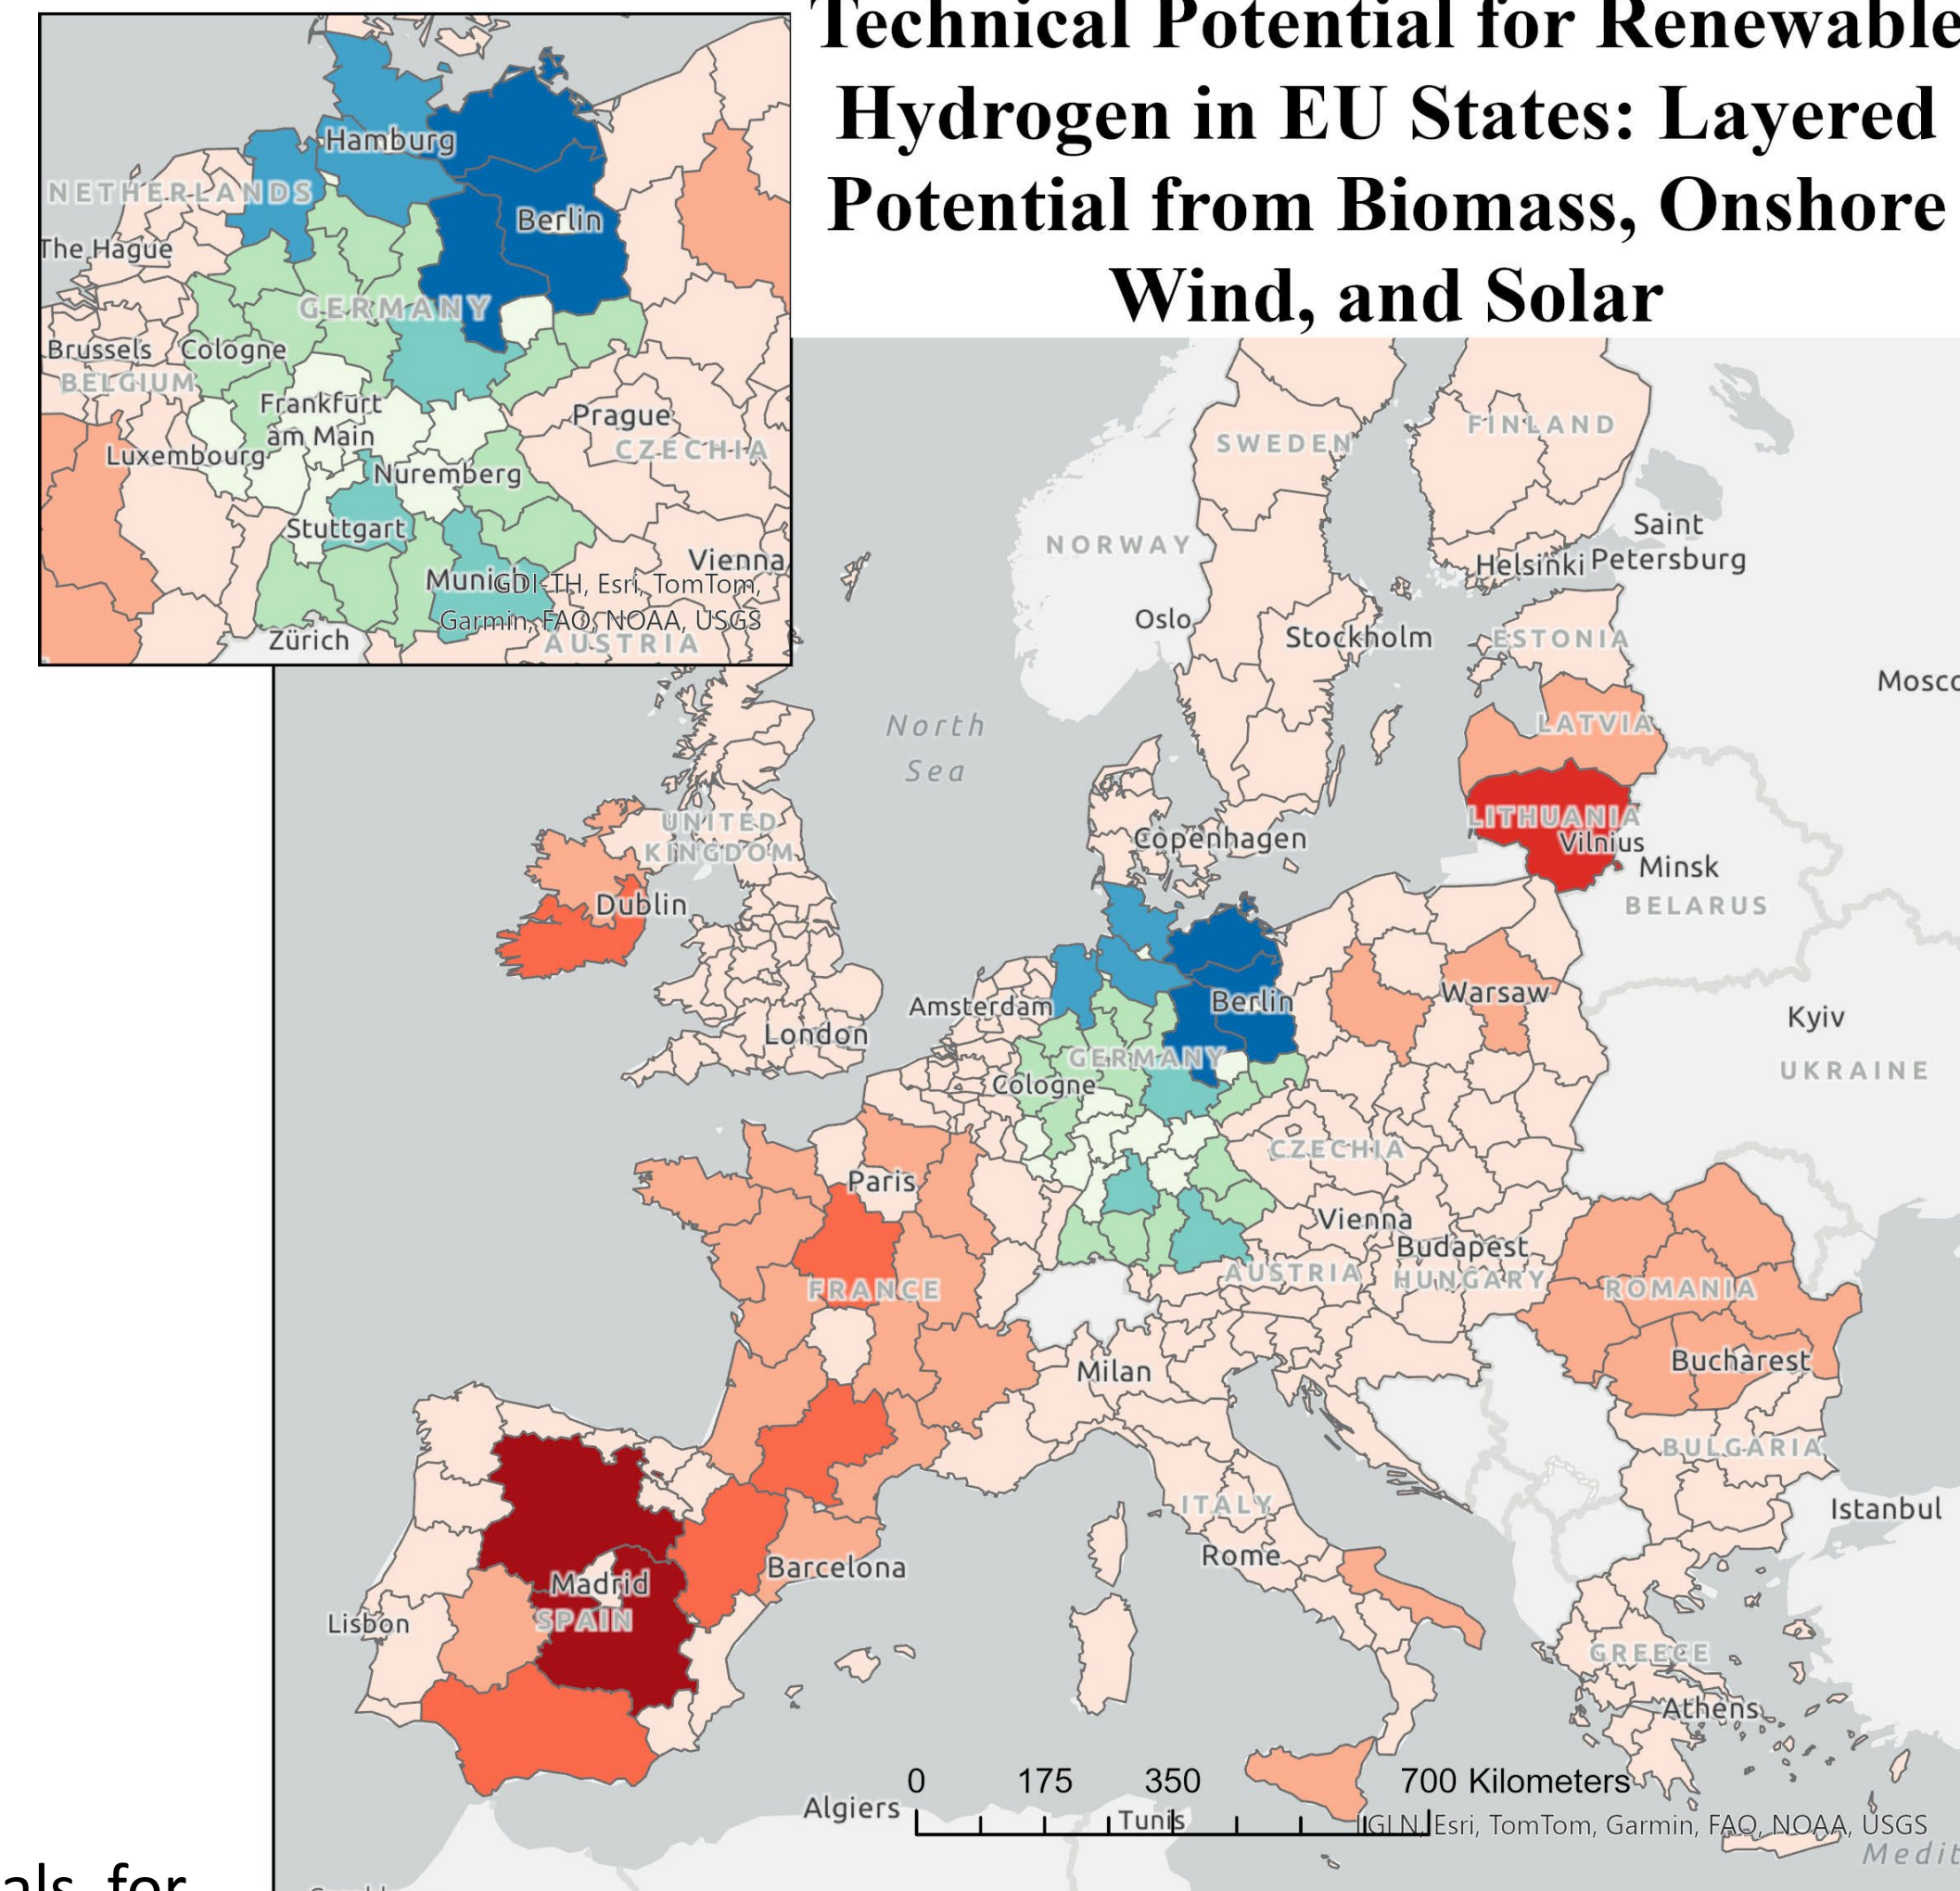 Technical Potential for Renewable
Hydrogen in EU States: Layered
Potential from Biomass, Onshore
Wind, and Solar
Hamburg
NETHERLANDS
Berlin
The Hague
GERMANY
Brussels
Cologne
BELGIUM
Frankfurt
am Main
Prague
CZECHIA
Luxembourg
Nuremberg
Stuttgart
Vienna
Munich
GDI-TH, Esri, TomTom,
Garmin, FAO, NOAA, USGS
Zürich
AUSTRIA
FINLAND
SWEDEN
Saint
Petersburg
NORWAY
Helsinki
Oslo
Stockholm
ESTONIA
Mosco
LATVIA
North
Sea
UNITED
KINGDOM
LITHUANIA
Vilnius
Copenhagen
Minsk
Dublin
BELARUS
Warsaw
Amsterdam
Berlin
Kyiv
London
GERMANY
UKRAINE
Cologne
CZECHIA
Paris
Vienna
Budapest
AUSTRIA
HUNGARY
FRANCE
ROMANIA
Milan
Bucharest
BULGARIA
ITALY
Istanbul
Rome
Barcelona
Madrid
SPAIN
Lisbon
GREECE
Athens
0 175 350 700 Kilometers
Algiers
Tunis
IGLN, Esri, TomTom, Garmin, FAO, NOAA, USGS
Medit
als for